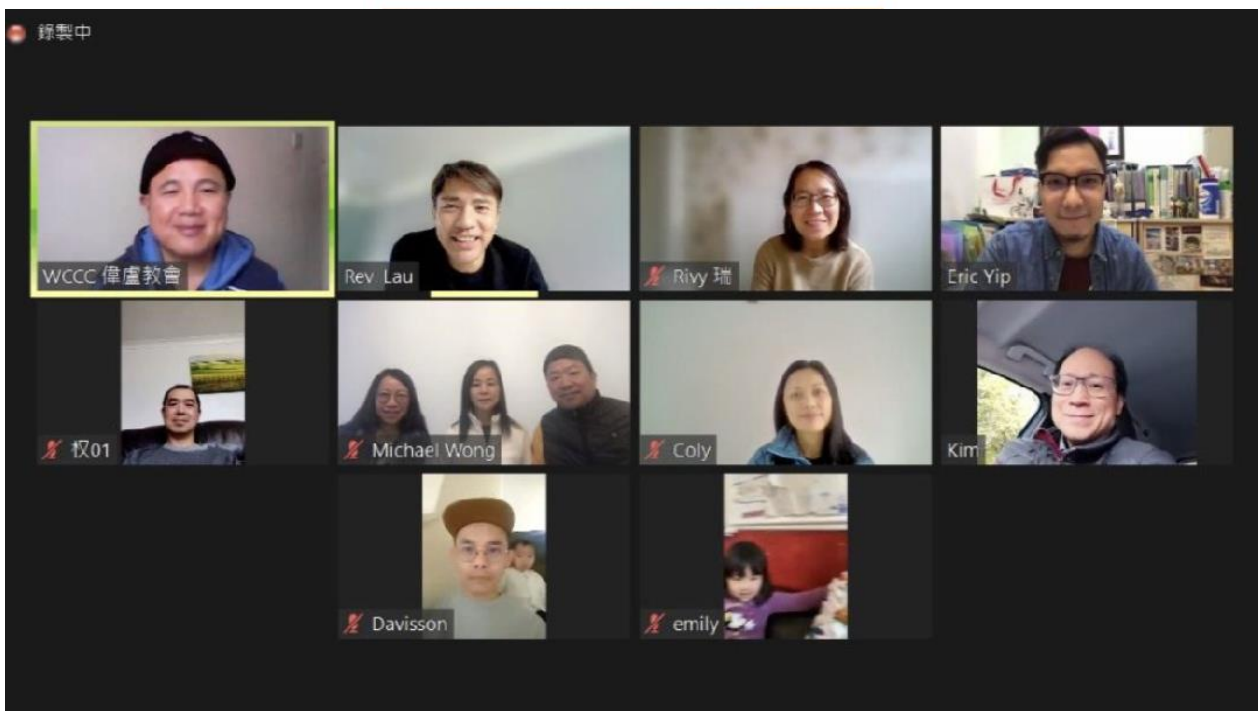 錄製中
WCCC 偉盧教會
Rev. Lau
Rivy 瑞
Eric Yip
权01
Michael Wong
Coly
Kim
Davisson
emily